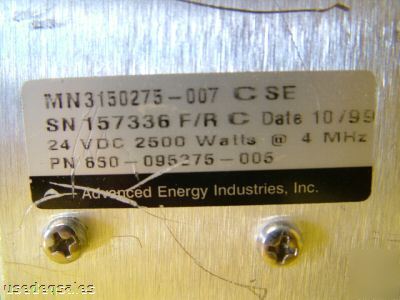 MN3150275-007 C SE
SN 157336 F/R C Date 10/99
24 VDC 2500 Watts @ 4 MHz
PN 660-095275-005
Advanced Energy Industries, Inc.
usedeqsales
©usedeqsales